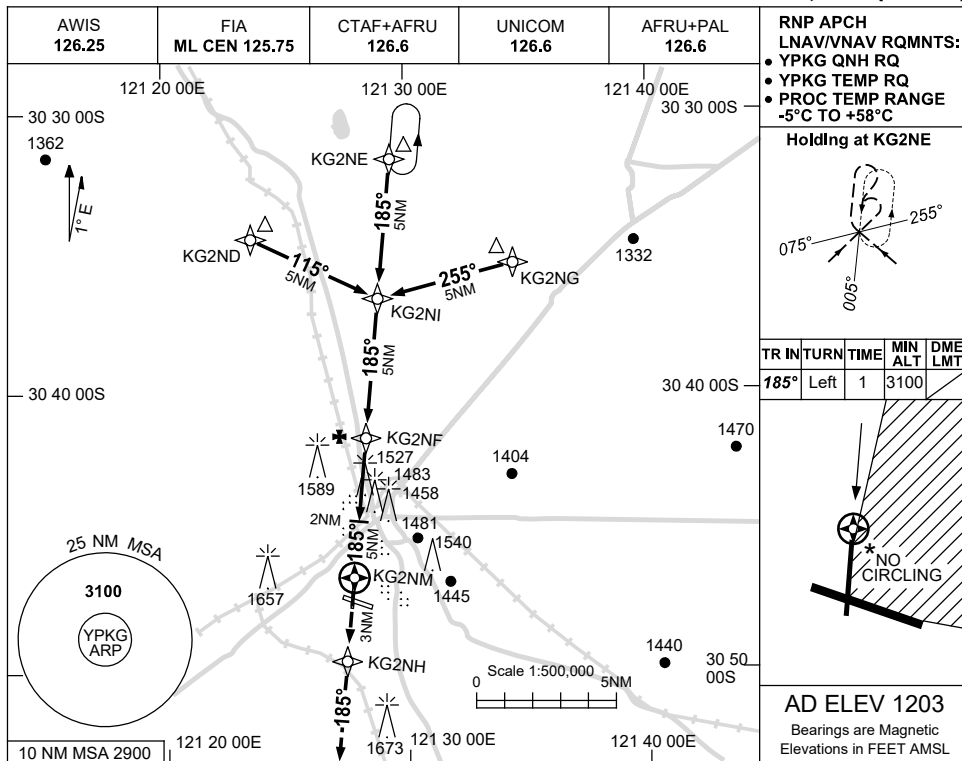 AWIS
126.25
FIA
ML CEN 125.75
CTAF+AFRU
126.6
UNICOM
126.6
AFRU+PAL
126.6
RNP APCH
LNAV/VNAV RQMNTS:
• YPKG QNH RQ
• YPKG TEMP RQ
• PROC TEMP RANGE
-5°C TO +58°C
121 20 00E
121 30 00E
121 40 00E
30 30 00S
30 30 00S
1362
1° E
KG2NE
185°
5NM
KG2ND
115°
5NM
255°
5NM
KG2NG
1332
KG2NI
185°
5NM
Holding at KG2NE
255°
075°
005°
TR IN
TURN
TIME
MIN ALT
DME LMT
185°
Left
1
3100
30 40 00S
30 40 00S
KG2NF
1527
1483
1458
1589
1404
1470
2NM
185°
5NM
1481
1540
1445
1657
KG2NM
3NM
KG2NH
185°
1673
1440
30 50
00S
25 NM MSA
3100
YPKG
ARP
Scale 1:500,000
0
5NM
*NO
CIRCLING
AD ELEV 1203
Bearings are Magnetic
Elevations in FEET AMSL
10 NM MSA 2900
121 20 00E
121 30 00E
121 40 00E